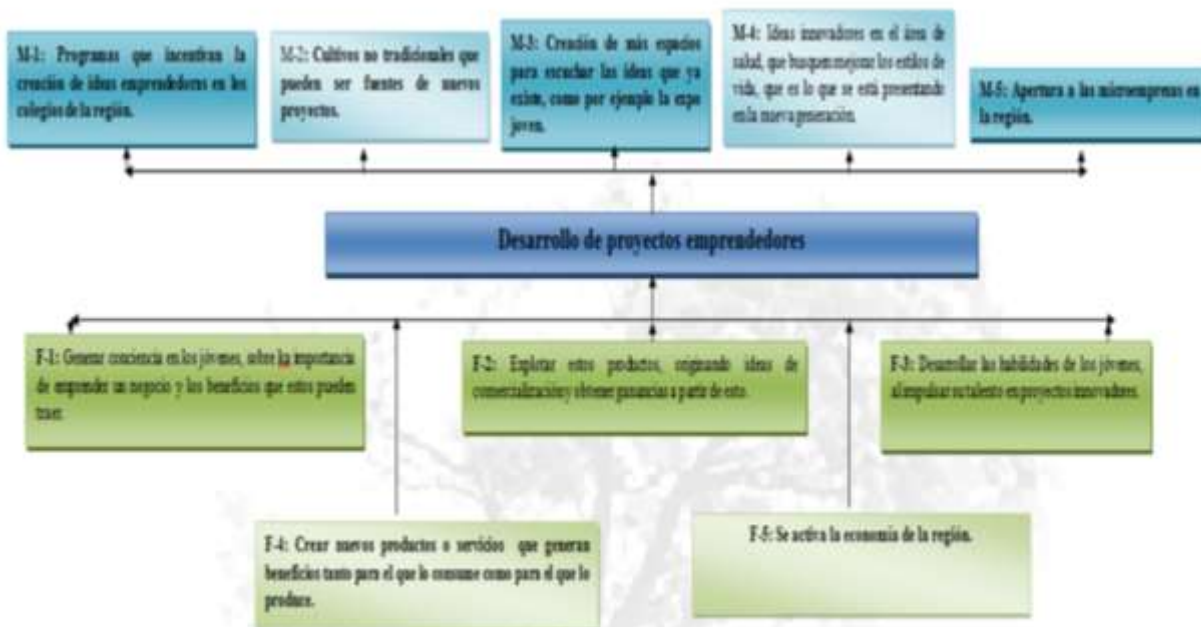 M-1: Programas que incentivan la
creación de ideas emprendedores en los
colegios de la región.
M-2: Cultivos no tradicionales que
pueden ser fuentes de nuevos
proyectos.
M-3: Creación de más espacios
para escuchar las ideas que ya
existe, como por ejemplo la expo
joven.
M-4: Ideas innovadores en el área de
salud, que busquen mejorar los estilos de
vida, que es lo que se está presentando
en la nueva generación.
M-5: Apertura a las microempresas en
la región.
Desarrollo de proyectos emprendedores
F-1: Generar conciencia en los jóvenes, sobre la importancia
de emprender un negocio y los beneficios que estos pueden
traer.
F-2: Explotar estos productos, originando ideas de
comercialización y obtener ganancias a partir de esto.
F-3: Desarrollar las habilidades de los jóvenes,
al impulsar su talento en proyectos innovadores.
F-4: Crear nuevos productos o servicios que generan
beneficios tanto para el que lo consume como para el que lo
produce.
F-5: Se activa la economía de la región.